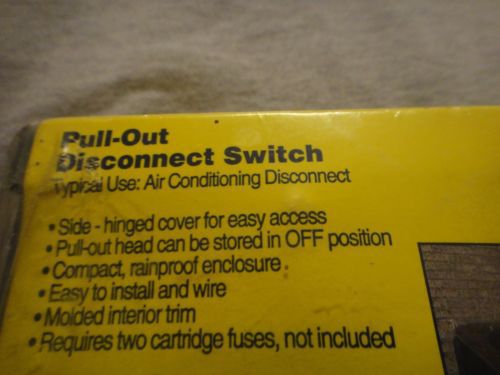 Pull-Out
Disconnect Switch
Typical Use: Air Conditioning Disconnect
• Side - hinged cover for easy access
• Pull-out head can be stored in OFF position
• Compact, rainproof enclosure
• Easy to install and wire
• Molded interior trim
• Requires two cartridge fuses, not included